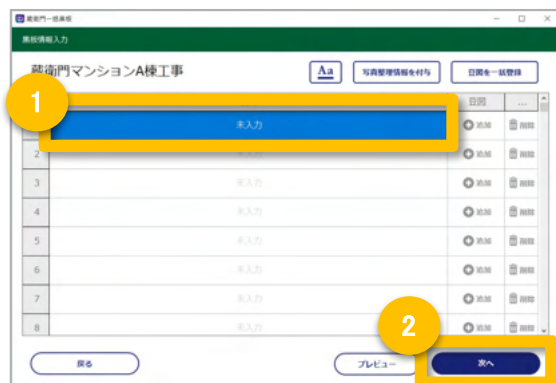 蔵衛門一括黒板
黒板情報入力
蔵衛門マンションA棟工事
Aa
写真整理情報を付与
豆図を一括登録
1
豆図 ...
未入力 追加 削除
2 未入力 追加 削除
3 未入力 追加 削除
4 未入力 追加 削除
5 未入力 追加 削除
6 未入力 追加 削除
7 未入力 追加 削除
8 未入力 追加 削除
2
戻る
プレビュー
次へ